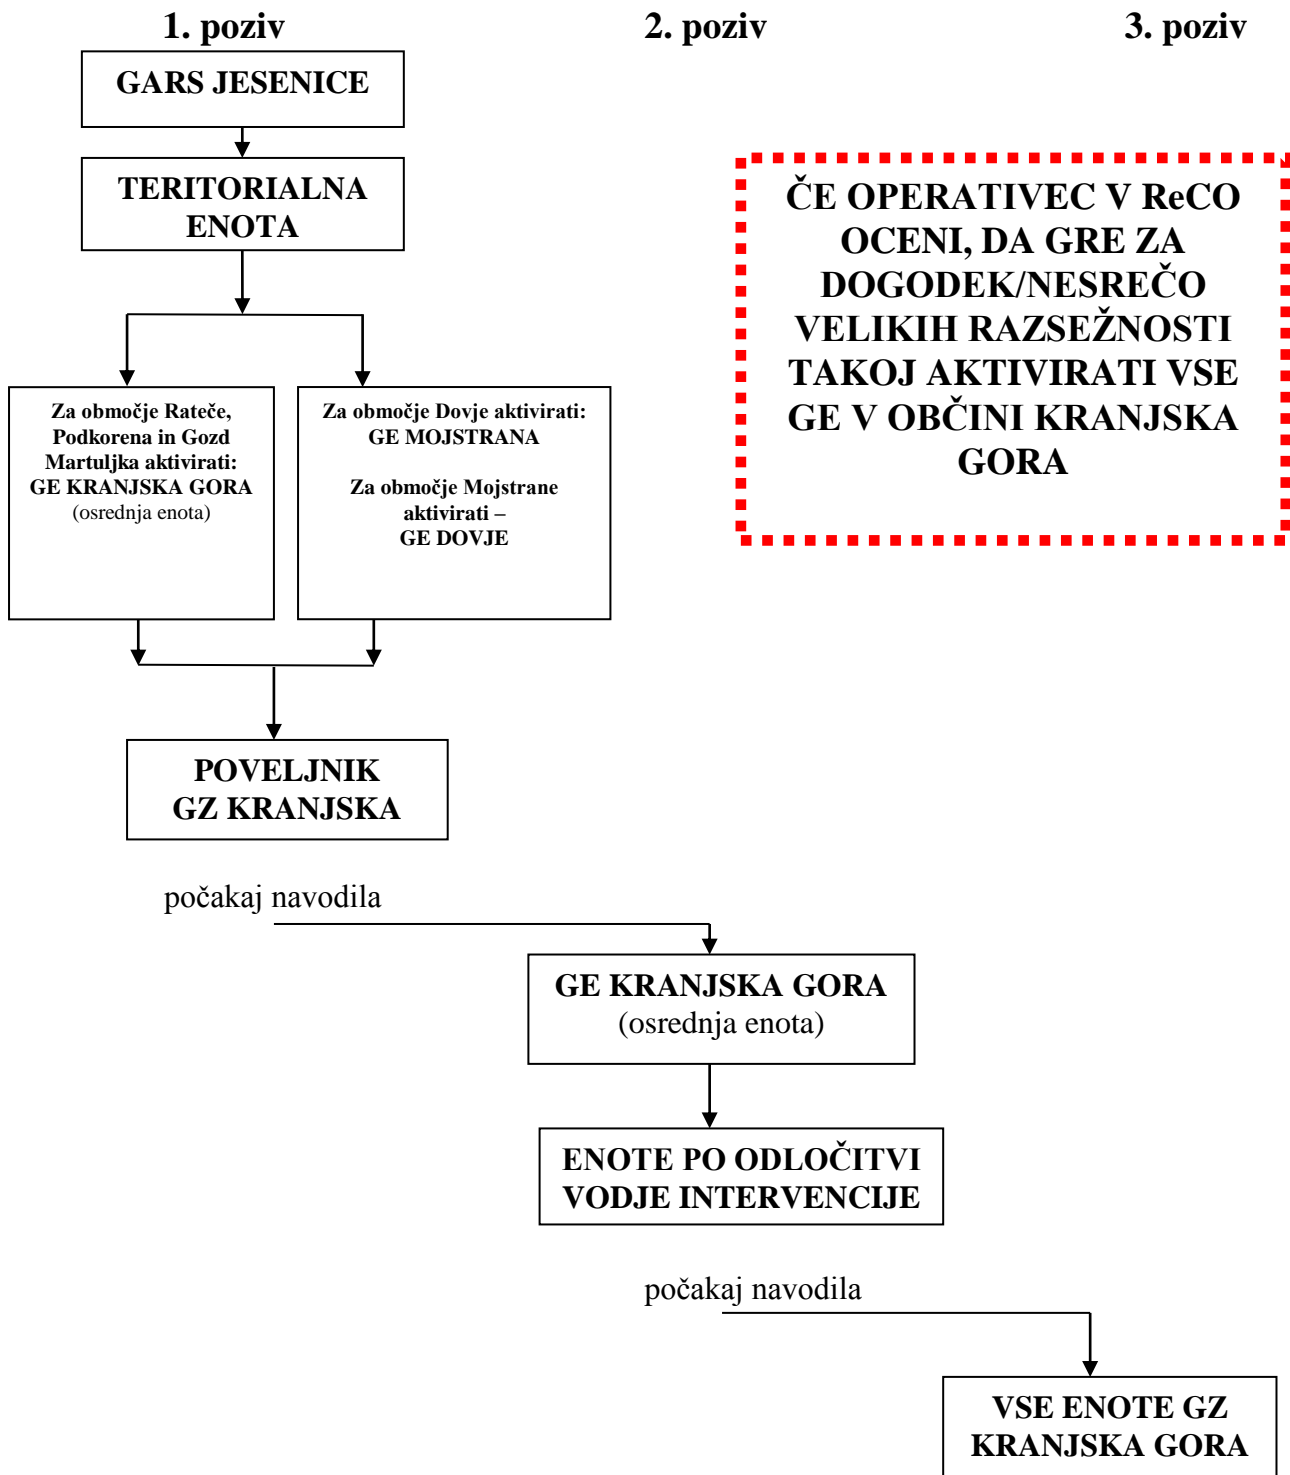 1. poziv
2. poziv
3. poziv
GARS JESENICE
TERITORIALNA
ENOTA
ČE OPERATIVEC V ReCO
OCENI, DA GRE ZA
DOGODEK/NESREČO
VELIKIH RAZSEŽNOSTI
TAKOJ AKTIVIRATI VSE
GE V OBČINI KRANJSKA
GORA
Za območje Rateče,
Podkorena in Gozd
Martuljka aktivirati:
GE KRANJSKA GORA
(osrednja enota)
Za območje Dovje aktivirati:
GE MOJSTRANA
Za območje Mojstrane
aktivirati –
GE DOVJE
POVELJNIK
GZ KRANJSKA
počakaj navodila
GE KRANJSKA GORA
(osrednja enota)
ENOTE PO ODLOČITVI
VODJE INTERVENCIJE
počakaj navodila
VSE ENOTE GZ
KRANJSKA GORA